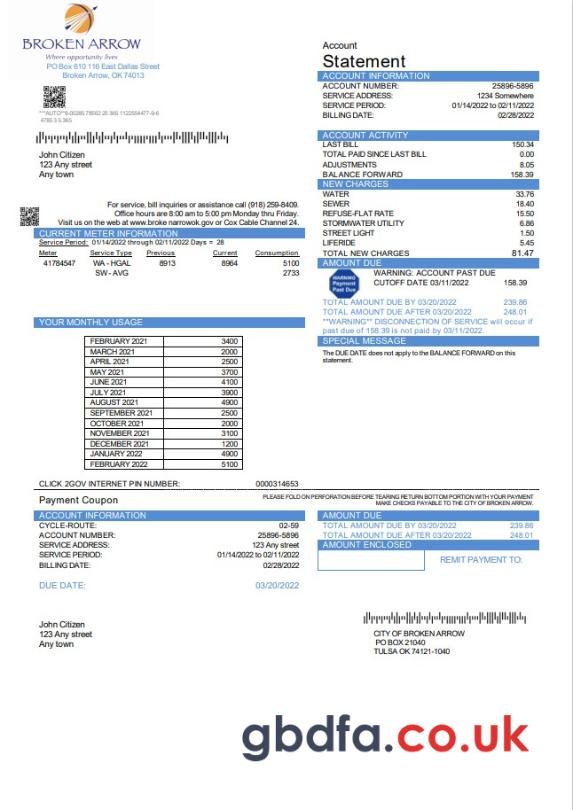 BROKEN ARROW
Where opportunity lives
PO Box 610 116 East Dallas Street
Broken Arrow, OK 74013
John Citizen
123 Any Street
Any town
For service, bill inquiries or assistance call (918) 259-8409.
Office hours are 8:00 am to 5:00 pm Monday thru Friday.
Visit us on the web at www.broke narrowok.gov or Cox Cable Channel 24.
CURRENT METER INFORMATION
Service Period: 01/14/2022 through 02/11/2022 Days = 28
Meter Service Type Previous Current Consumption
41784547 WA - HGAL 8913 8964 5100
SW - AVG 2733
YOUR MONTHLY USAGE
FEBRUARY 2021 3400
MARCH 2021 2000
APRIL 2021 2500
MAY 2021 3700
JUNE 2021 4100
JULY 2021 3900
AUGUST 2021 4900
SEPTEMBER 2021 2500
OCTOBER 2021 2000
NOVEMBER 2021 3100
DECEMBER 2021 1200
JANUARY 2022 4900
FEBRUARY 2022 5100
CLICK 2GOV INTERNET PIN NUMBER: 0000314653
Account
Statement
ACCOUNT INFORMATION
ACCOUNT NUMBER: 25896-5896
SERVICE ADDRESS: 1234 Somewhere
SERVICE PERIOD: 01/14/2022 to 02/11/2022
BILLING DATE: 02/28/2022
ACCOUNT ACTIVITY
LAST BILL 150.34
TOTAL PAID SINCE LAST BILL 0.00
ADJUSTMENTS 8.05
BALANCE FORWARD 158.39
NEW CHARGES
WATER 33.76
SEWER 18.40
REFUSE-FLAT RATE 15.50
STORMWATER UTILITY 6.86
STREET LIGHT 1.50
LIFERIDE 5.45
TOTAL NEW CHARGES 81.47
AMOUNT DUE
WARNING Payment Past Due
WARNING: ACCOUNT PAST DUE
CUTOFF DATE 03/11/2022 158.39
TOTAL AMOUNT DUE BY 03/20/2022 239.86
TOTAL AMOUNT DUE AFTER 03/20/2022 248.01
**WARNING** DISCONNECTION OF SERVICE will occur if
past due of 158.39 is not paid by 03/11/2022.
SPECIAL MESSAGE
The DUE DATE does not apply to the BALANCE FORWARD on this
statement.
Payment Coupon
PLEASE FOLD ON PERFORATION BEFORE TEARING RETURN BOTTOM PORTION WITH YOUR PAYMENT
MAKE CHECKS PAYABLE TO THE CITY OF BROKEN ARROW.
ACCOUNT INFORMATION
CYCLE-ROUTE: 02-59
ACCOUNT NUMBER: 25896-5896
SERVICE ADDRESS: 123 Any street
SERVICE PERIOD: 01/14/2022 to 02/11/2022
BILLING DATE: 02/28/2022
DUE DATE: 03/20/2022
AMOUNT DUE
TOTAL AMOUNT DUE BY 03/20/2022 239.86
TOTAL AMOUNT DUE AFTER 03/20/2022 248.01
AMOUNT ENCLOSED
REMIT PAYMENT TO:
John Citizen
123 Any street
Any town
CITY OF BROKEN ARROW
PO BOX 21040
TULSA OK 74121-1040
gbdfa.co.uk